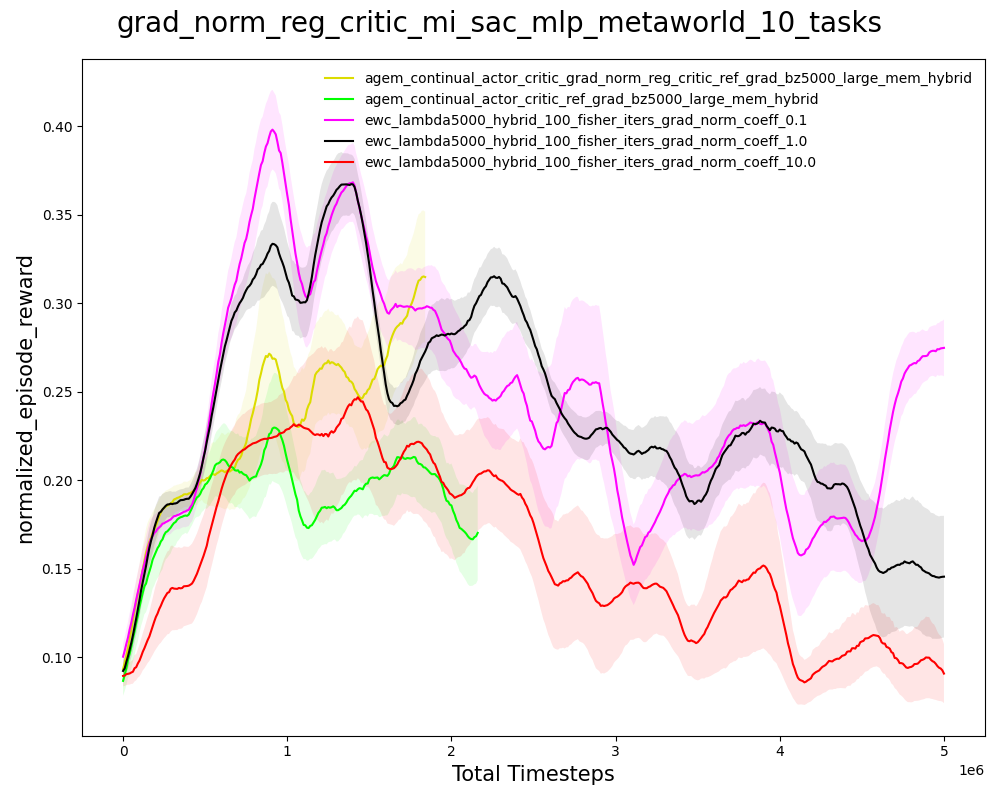 grad_norm_reg_critic_mi_sac_mlp_metaworld_10_tasks
agem_continual_actor_critic_grad_norm_reg_critic_ref_grad_bz5000_large_mem_hybrid
agem_continual_actor_critic_ref_grad_bz5000_large_mem_hybrid
ewc_lambda5000_hybrid_100_fisher_iters_grad_norm_coeff_0.1
ewc_lambda5000_hybrid_100_fisher_iters_grad_norm_coeff_1.0
ewc_lambda5000_hybrid_100_fisher_iters_grad_norm_coeff_10.0
normalized_episode_reward
0.40
0.35
0.30
0.25
0.20
0.15
0.10
0 1 2 3 4 5
1e6
Total Timesteps